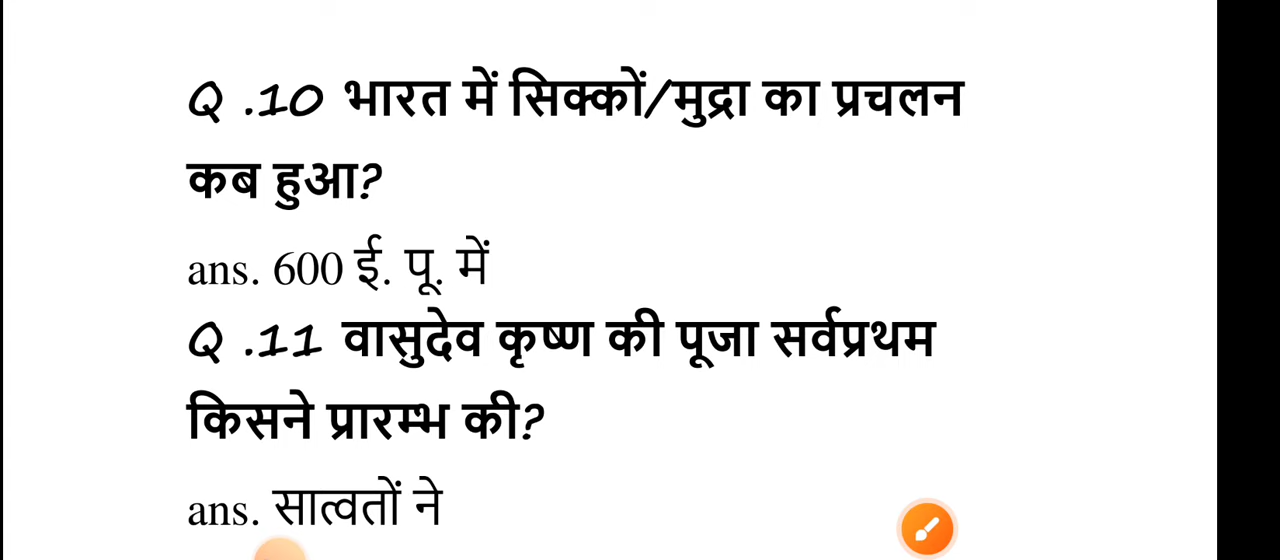 Q .10 भारत में सिक्कों/मुद्रा का प्रचलन
कब हुआ?
ans. 600 ई. पू. में
Q .11 वासुदेव कृष्ण की पूजा सर्वप्रथम
किसने प्रारम्भ की?
ans. सात्वतों ने